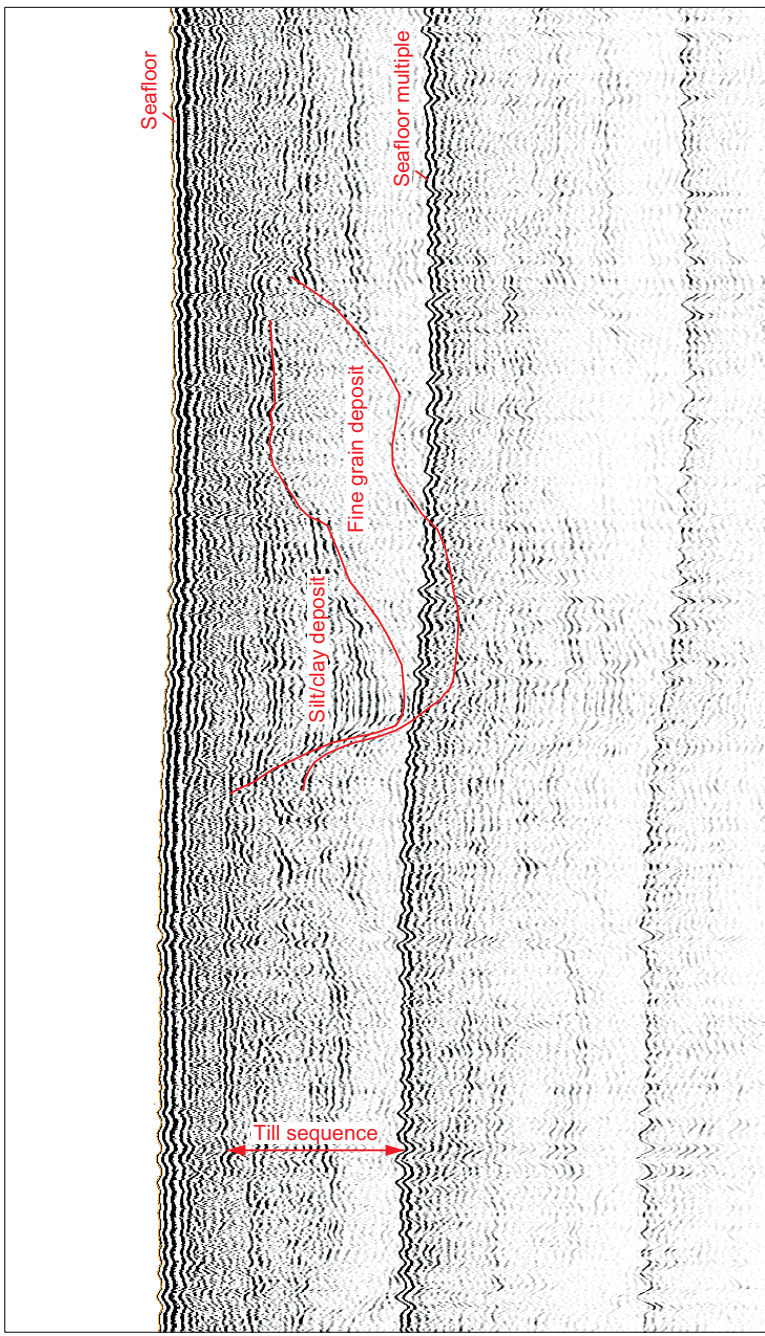 Seafloor
Seafloor multiple
Fine grain deposit
Silt/clay deposit
Till sequence